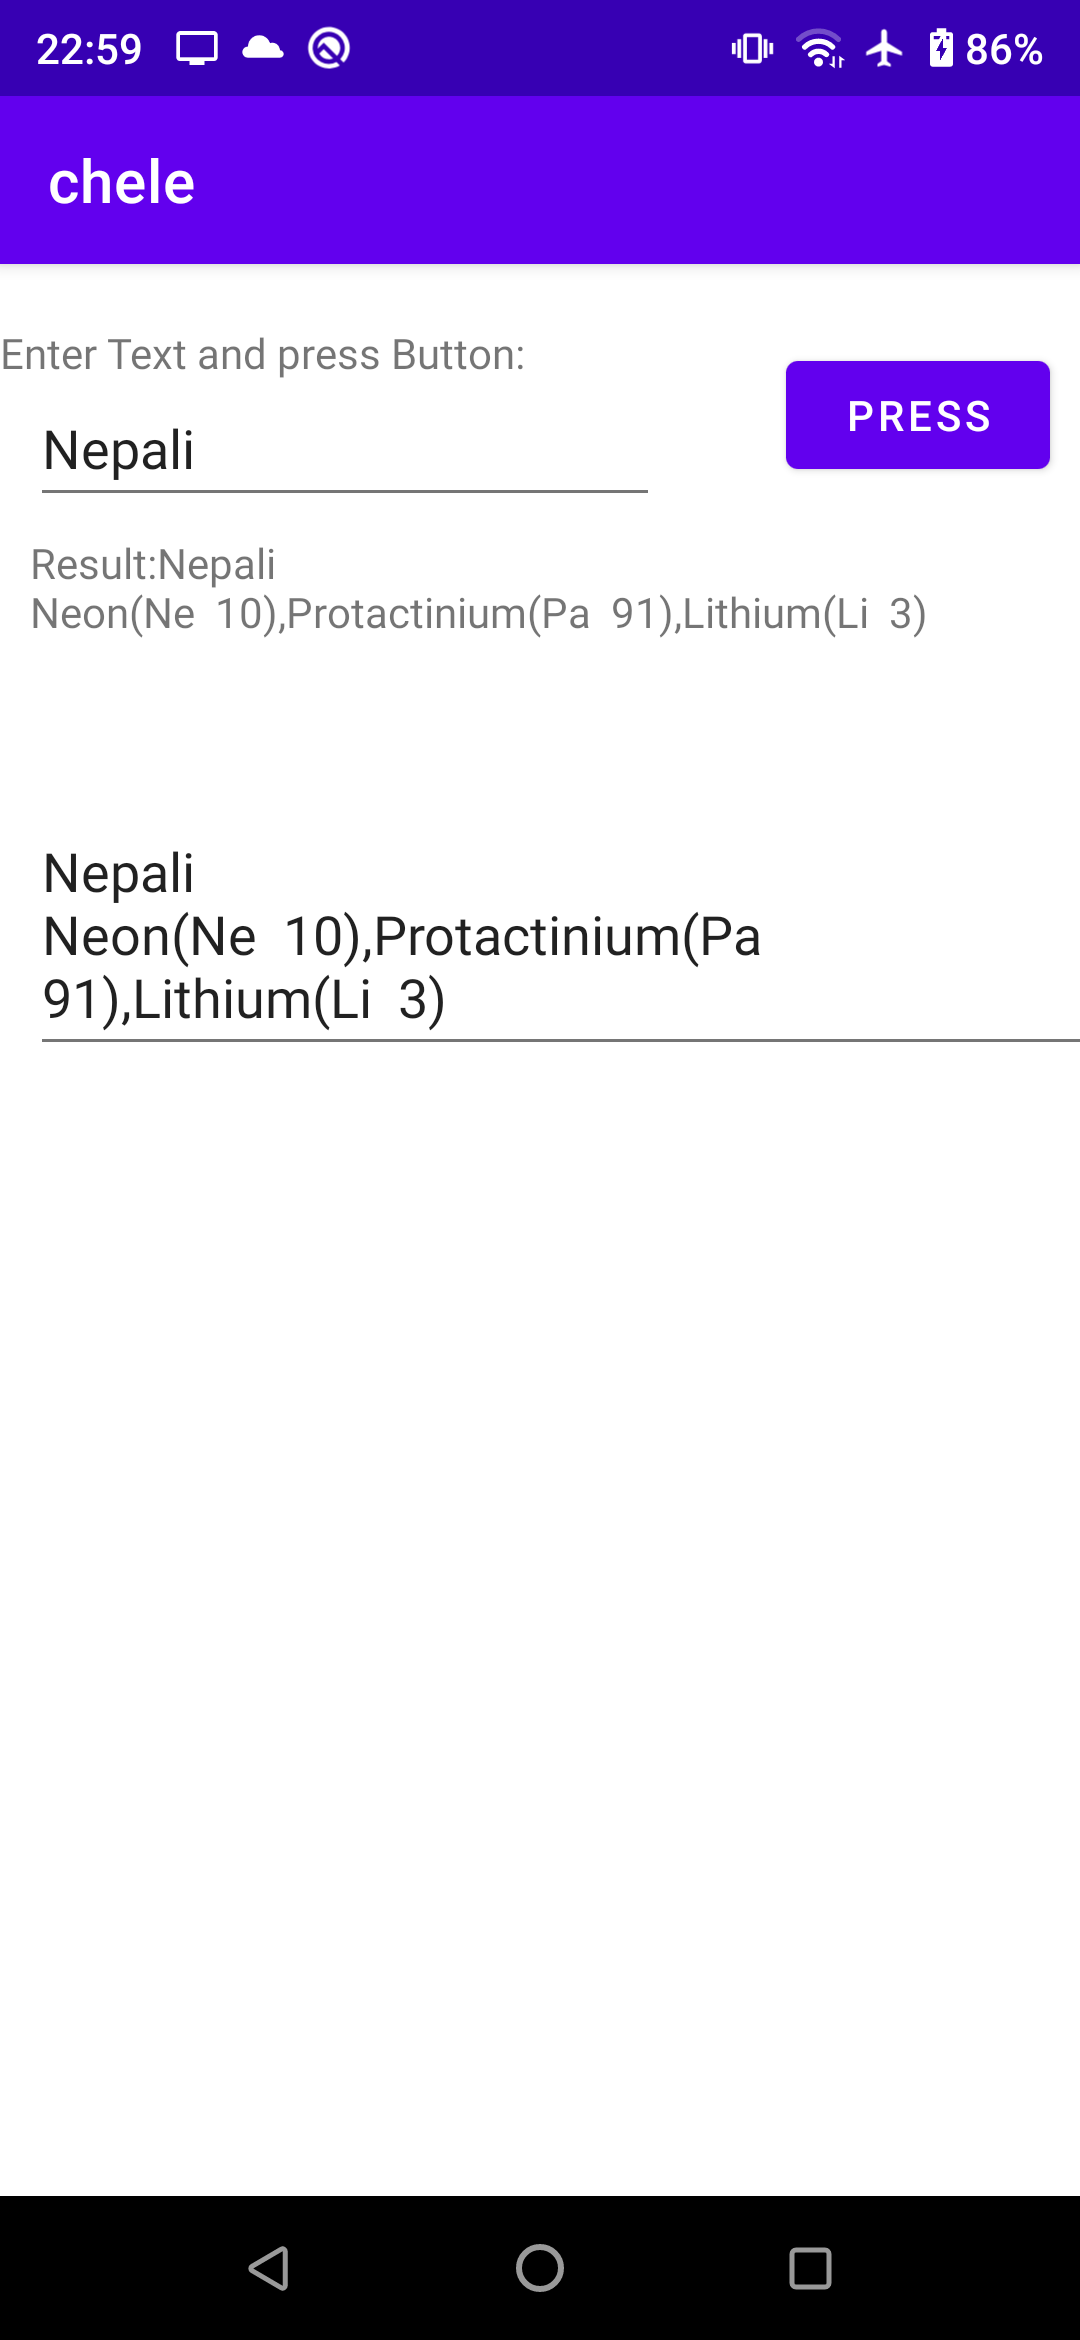 22:59 86%
chele
Enter Text and press Button:
PRESS
Nepali
Result:Nepali
Neon(Ne  10),Protactinium(Pa  91),Lithium(Li  3)
Nepali
Neon(Ne  10),Protactinium(Pa
91),Lithium(Li  3)